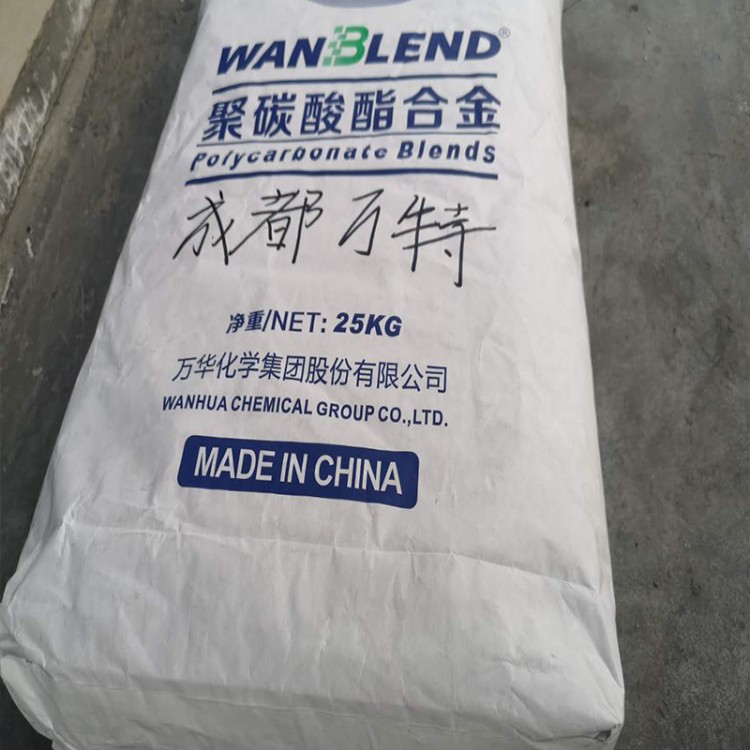 WANBLEND®
聚碳酸酯合金
Polycarbonate Blends
成都万特
净重/NET: 25KG
万华化学集团股份有限公司
WANHUA CHEMICAL GROUP CO.,LTD.
MADE IN CHINA